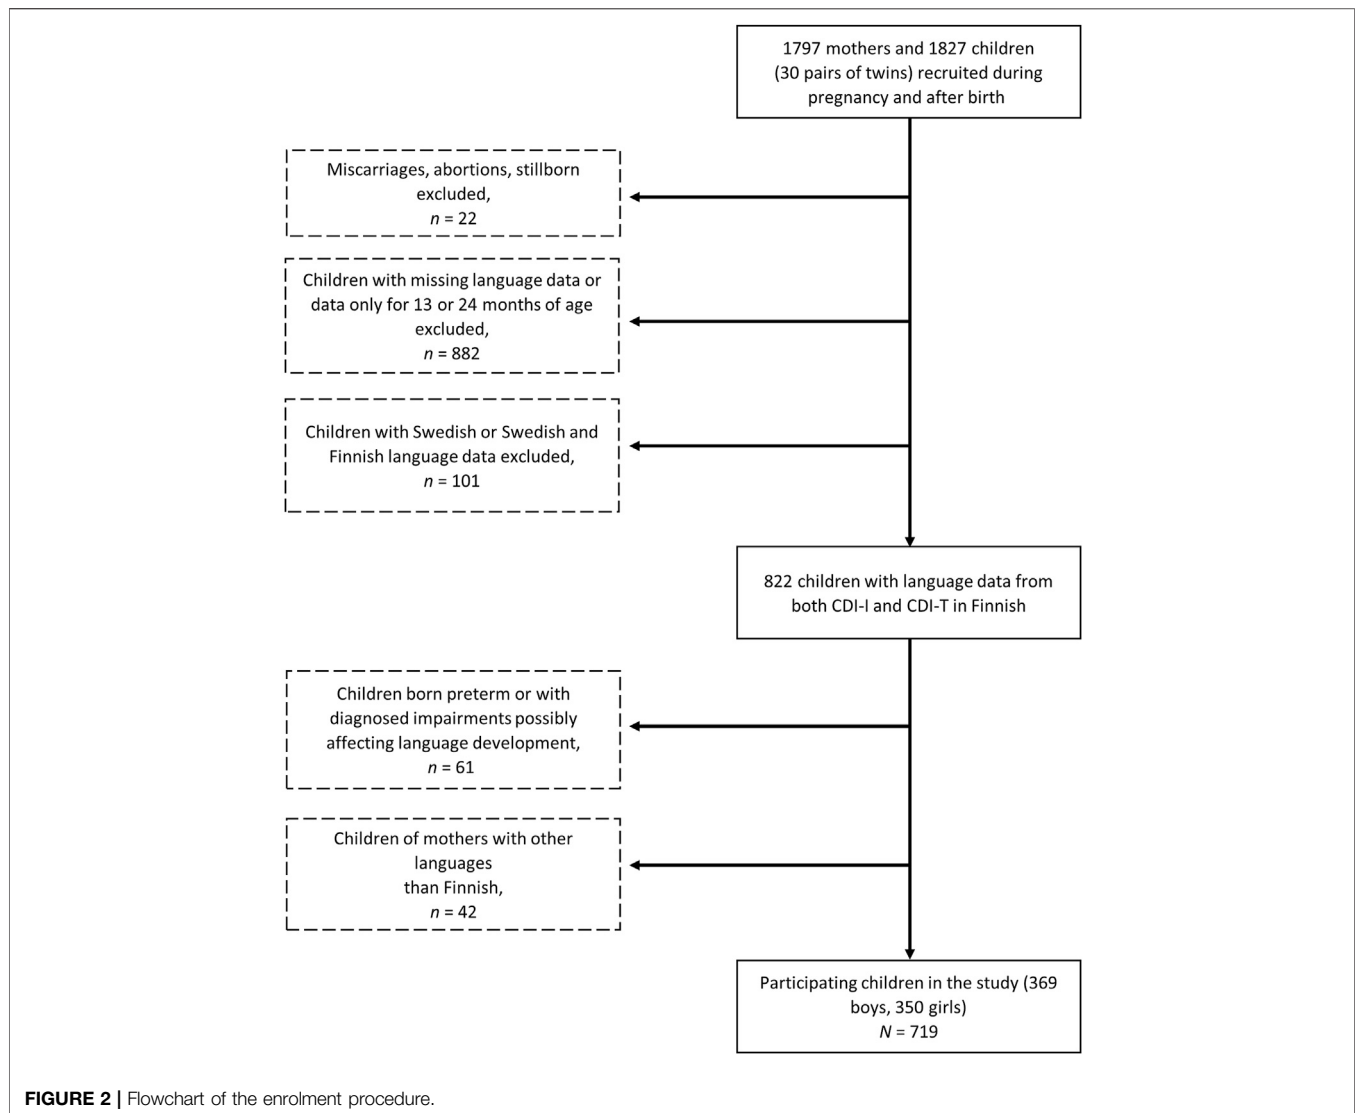 1797 mothers and 1827 children
(30 pairs of twins) recruited during
pregnancy and after birth
Miscarriages, abortions, stillborn
excluded,
n = 22
Children with missing language data or
data only for 13 or 24 months of age
excluded,
n = 882
Children with Swedish or Swedish and
Finnish language data excluded,
n = 101
822 children with language data from
both CDI-I and CDI-T in Finnish
Children born preterm or with
diagnosed impairments possibly
affecting language development,
n = 61
Children of mothers with other
languages
than Finnish,
n = 42
Participating children in the study (369
boys, 350 girls)
N = 719
FIGURE 2 | Flowchart of the enrolment procedure.